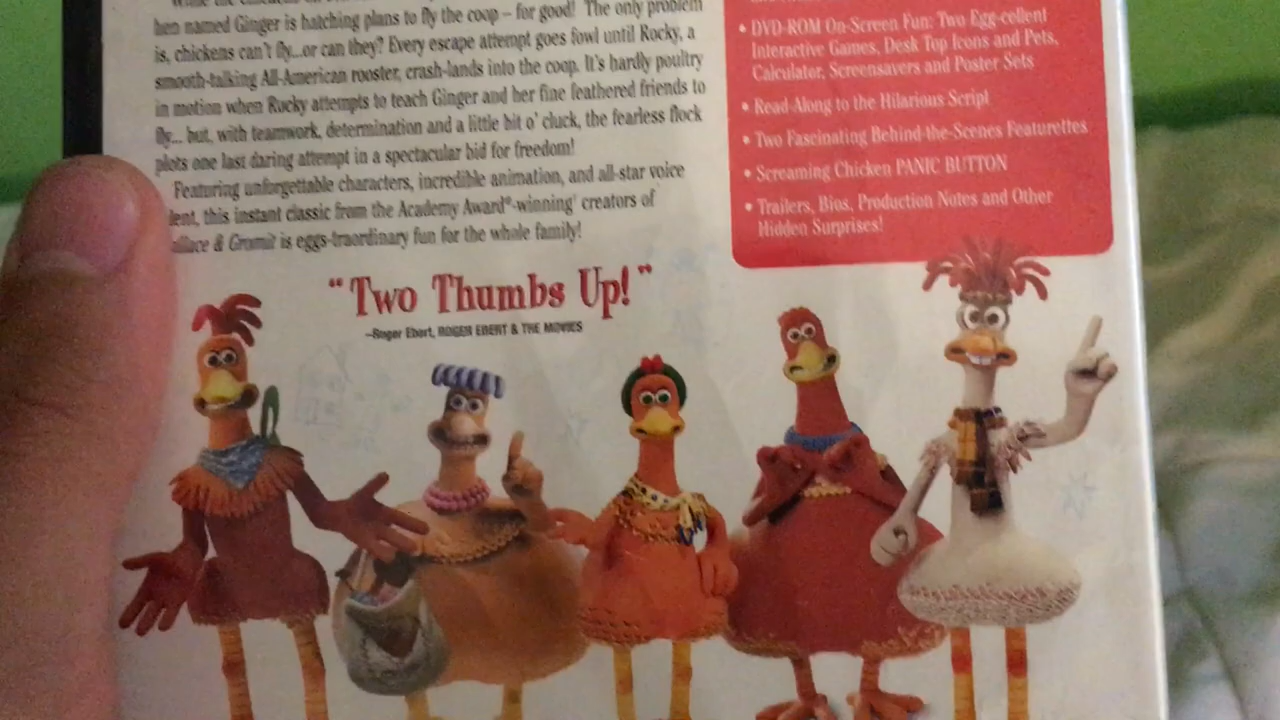 hen named Ginger is hatching plans to fly the coop – for good! The only problem
is, chickens can't fly...or can they? Every escape attempt goes fowl until Rocky, a
smooth-talking All-American rooster, crash-lands into the coop. It's hardly poultry
in motion when Rocky attempts to teach Ginger and her fine feathered friends to
fly... but, with teamwork, determination and a little bit o' cluck, the fearless flock
plots one last daring attempt in a spectacular bid for freedom!
Featuring unforgettable characters, incredible animation, and all-star voice
lent, this instant classic from the Academy Award®-winning† creators of
allace & Gromit is eggs-traordinary fun for the whole family!
"Two Thumbs Up!"
–Roger Ebert, ROGER EBERT & THE MOVIES
• DVD-ROM On-Screen Fun: Two Egg-cellent
Interactive Games, Desk Top Icons and Pets,
Calculator, Screensavers and Poster Sets
• Read-Along to the Hilarious Script
• Two Fascinating Behind-the-Scenes Featurettes
• Screaming Chicken PANIC BUTTON
• Trailers, Bios, Production Notes and Other
Hidden Surprises!